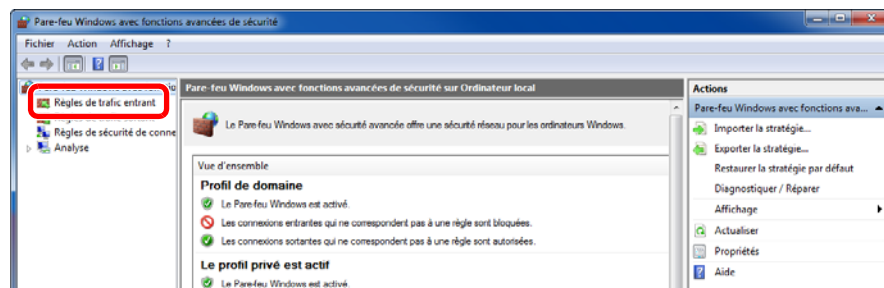 Pare-feu Windows avec fonctions avancées de sécurité
Fichier Action Affichage ?
Règles de trafic entrant
Règles de sécurité de conne
Analyse
Pare-feu Windows avec fonctions avancées de sécurité sur Ordinateur local
Le Pare-feu Windows avec sécurité avancée offre une sécurité réseau pour les ordinateurs Windows.
Vue d'ensemble
Profil de domaine
Le Pare-feu Windows est activé.
Les connexions entrantes qui ne correspondent pas à une règle sont bloquées.
Les connexions sortantes qui ne correspondent pas à une règle sont autorisées.
Le profil privé est actif
Le Pare-feu Windows est activé.
Actions
Pare-feu Windows avec fonctions ava...
Importer la stratégie...
Exporter la stratégie...
Restaurer la stratégie par défaut
Diagnostiquer / Réparer
Affichage
Actualiser
Propriétés
Aide